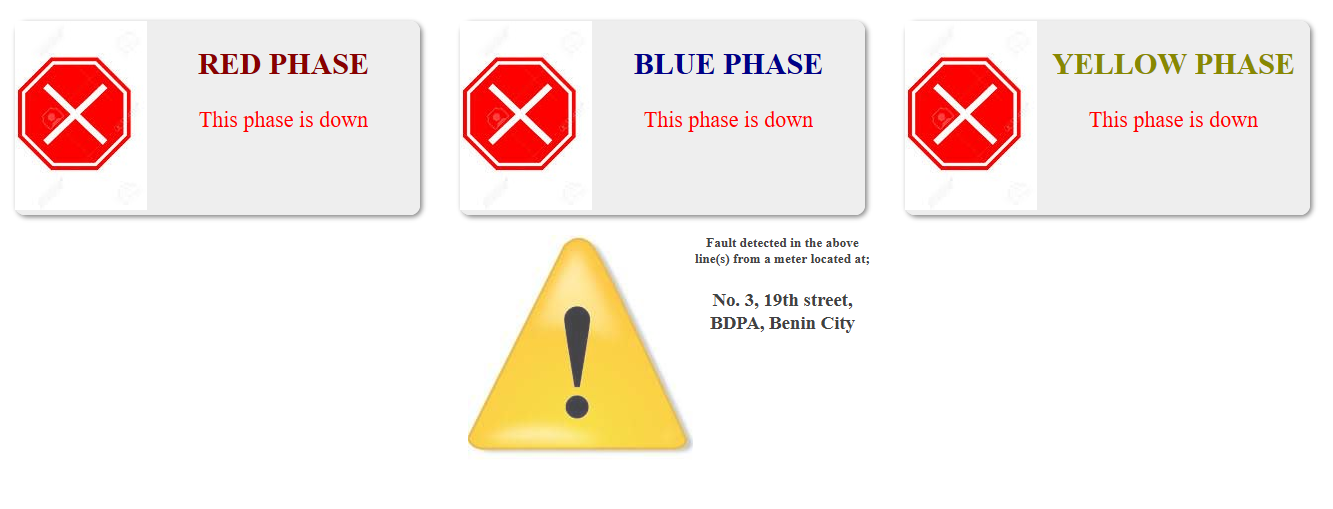 RED PHASE
This phase is down
BLUE PHASE
This phase is down
YELLOW PHASE
This phase is down
Fault detected in the above
line(s) from a meter located at;
No. 3, 19th street,
BDPA, Benin City